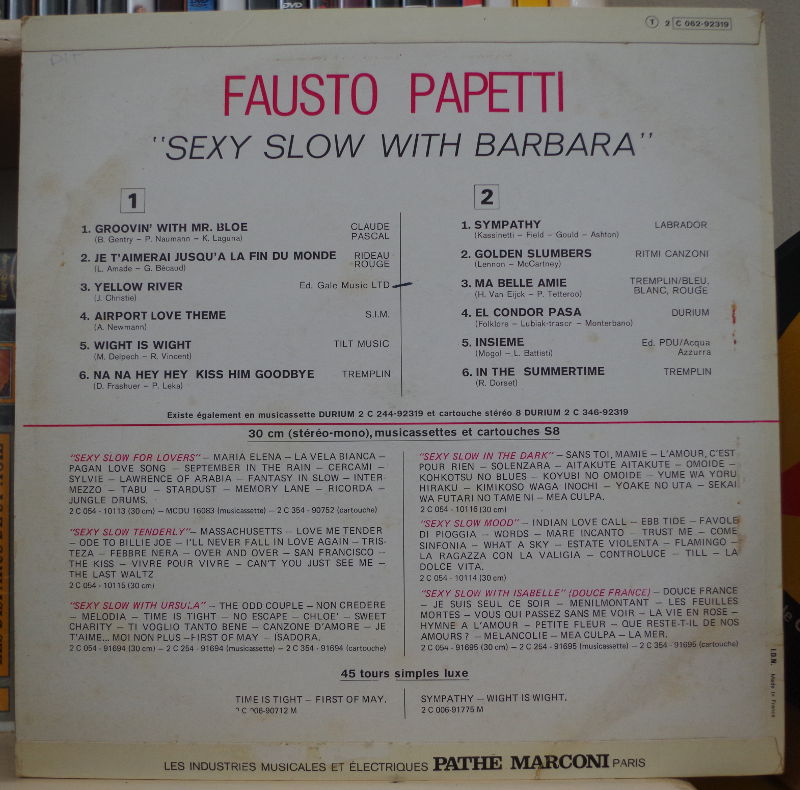 1 2 C 062-92319
FAUSTO PAPETTI
"SEXY SLOW WITH BARBARA"
1
1. GROOVIN' WITH MR. BLOE CLAUDE
(B. Gentry – P. Naumann – K. Laguna) PASCAL
2. JE T'AIMERAI JUSQU'A LA FIN DU MONDE RIDEAU
(L. Amade – G. Bécaud) ROUGE
3. YELLOW RIVER Ed. Gale Music LTD
(J. Christie)
4. AIRPORT LOVE THEME S.I.M.
(A. Newmann)
5. WIGHT IS WIGHT TILT MUSIC
(M. Delpech – R. Vincent)
6. NA NA HEY HEY KISS HIM GOODBYE TREMPLIN
(D. Frashuer – P. Leka)
2
1. SYMPATHY LABRADOR
(Kassinetti – Field – Gould – Ashton)
2. GOLDEN SLUMBERS RITMI CANZONI
(Lennon – McCartney)
3. MA BELLE AMIE TREMPLIN/BLEU,
(H. Van Eijck – P. Tetteroo) BLANC, ROUGE
4. EL CONDOR PASA DURIUM
(Folklore – Lubiak-trasor – Monterbano)
5. INSIEME Ed. PDU/Acqua
(Mogol – L. Battisti) Azzurra
6. IN THE SUMMERTIME TREMPLIN
(R. Dorset)
Existe également en musicassette DURIUM 2 C 244-92319 et cartouche stéréo 8 DURIUM 2 C 346-92319
30 cm (stéréo-mono), musicassettes et cartouches S8
"SEXY SLOW FOR LOVERS" – MARIA ELENA – LA VELA BIANCA –
PAGAN LOVE SONG – SEPTEMBER IN THE RAIN – CERCAMI –
SYLVIE – LAWRENCE OF ARABIA – FANTASY IN SLOW – INTER-
MEZZO – TABU – STARDUST – MEMORY LANE – RICORDA –
JUNGLE DRUMS.
2 C 054 - 10113 (30 cm) – MCDU 16083 (musicassette) – 2 C 354 - 90752 (cartouche)
"SEXY SLOW TENDERLY" – MASSACHUSETTS – LOVE ME TENDER
– ODE TO BILLIE JOE – I'LL NEVER FALL IN LOVE AGAIN – TRIS-
TEZA – FEBBRE NERA – OVER AND OVER – SAN FRANCISCO –
THE KISS – VIVRE POUR VIVRE – CAN'T YOU JUST SEE ME –
THE LAST WALTZ
2 C 054 - 10115 (30 cm)
"SEXY SLOW WITH URSULA" – THE ODD COUPLE – NON CREDERE
– MELODIA – TIME IS TIGHT – NO ESCAPE – CHLOE' – SWEET
CHARITY – TI VOGLIO TANTO BENE – CANZONE D'AMORE – JE
T'AIME... MOI NON PLUS – FIRST OF MAY – ISADORA.
2 C 054 - 91694 (30 cm) – 2 C 254 - 91694 (musicassette) – 2 C 354 - 91694 (cartouche)
"SEXY SLOW IN THE DARK" – SANS TOI, MAMIE – L'AMOUR, C'EST
POUR RIEN – SOLENZARA – AITAKUTE AITAKUTE – OMOIDE –
KOHKOTSU NO BLUES – KOYUBI NO OMOIDE – YUME WA YORU
HIRAKU – KIMIKOSO WAGA INOCHI – YOAKE NO UTA – SEKAI
WA FUTARI NO TAME NI – MEA CULPA.
2 C 054 - 10116 (30 cm)
"SEXY SLOW MOOD" – INDIAN LOVE CALL – EBB TIDE – FAVOLE
DI PIOGGIA – WORDS – MARE INCANTO – TRUST ME – COME
SINFONIA – WHAT A SKY – ESTATE VIOLENTA – FLAMINGO –
LA RAGAZZA CON LA VALIGIA – CONTROLUCE – TILL – LA
DOLCE VITA.
2 C 054 - 10114 (30 cm)
"SEXY SLOW WITH ISABELLE" (DOUCE FRANCE) – DOUCE FRANCE
– JE SUIS SEUL CE SOIR – MENILMONTANT – LES FEUILLES
MORTES – VOUS QUI PASSEZ SANS ME VOIR – LA VIE EN ROSE –
HYMNE A L'AMOUR – PETITE FLEUR – QUE RESTE-T-IL DE NOS
AMOURS ? – MELANCOLIE – MEA CULPA – LA MER.
2 C 054 - 91695 (30 cm) – 2 C 254 - 91695 (musicassette) – 2 C 354 - 91695 (cartouche)
45 tours simples luxe
TIME IS TIGHT – FIRST OF MAY.
2 C 006-90712 M
SYMPATHY – WIGHT IS WIGHT.
2 C 006-91775 M
I.D.N. Made in France
LES INDUSTRIES MUSICALES ET ÉLECTRIQUES PATHÉ MARCONI PARIS